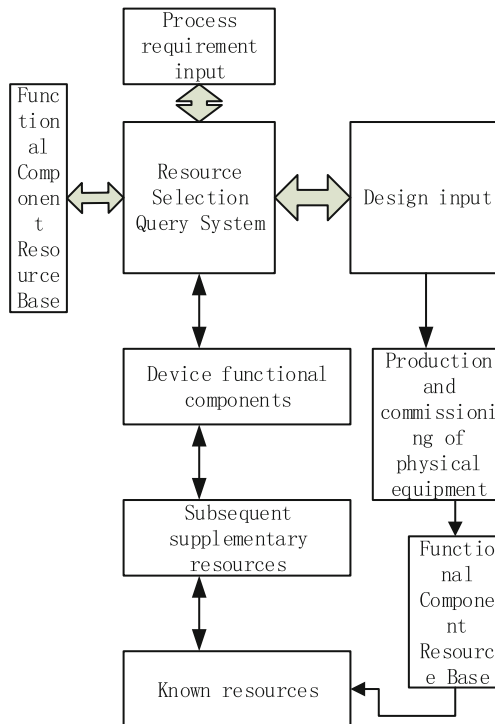 Process
requirement
input
Func
tion
al
Comp
onen
t
Reso
urce
Base
Resource
Selection
Query System
Design input
Device functional
components
Production
and
commissioni
ng of
physical
equipment
Subsequent
supplementary
resources
Functio
nal
Compone
nt
Resourc
e Base
Known resources